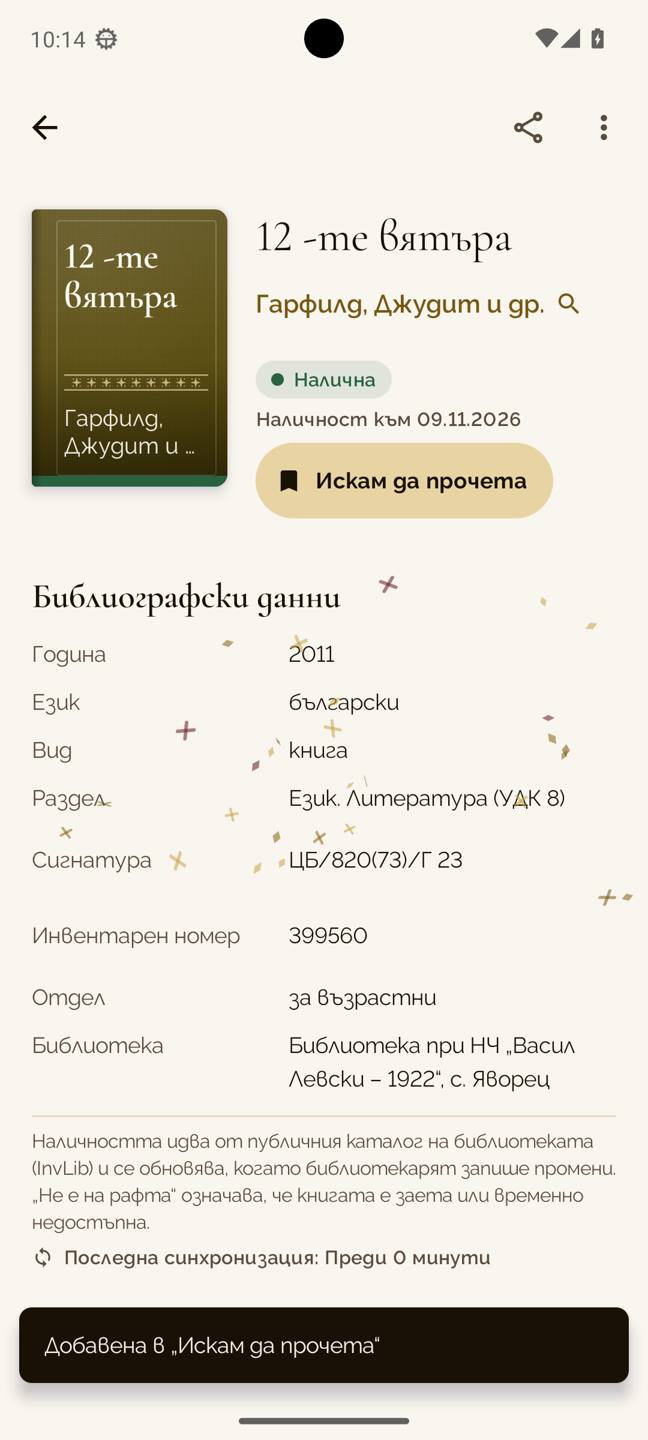 10:14
12 -те
вятъра
Гарфилд,
Джудит и ...
12 -те вятъра
Гарфилд, Джудит и др.
Налична
Наличност към 09.11.2026
Искам да прочета
Библиографски данни
Година 2011
Език български
Вид книга
Раздел Език. Литература (УДК 8)
Сигнатура ЦБ/820(73)/Г 23
Инвентарен номер 399560
Отдел за възрастни
Библиотека Библиотека при НЧ „Васил
Левски – 1922“, с. Яворец
Наличността идва от публичния каталог на библиотеката
(InvLib) и се обновява, когато библиотекарят запише промени.
„Не е на рафта“ означава, че книгата е заета или временно
недостъпна.
Последна синхронизация: Преди 0 минути
Добавена в „Искам да прочета“